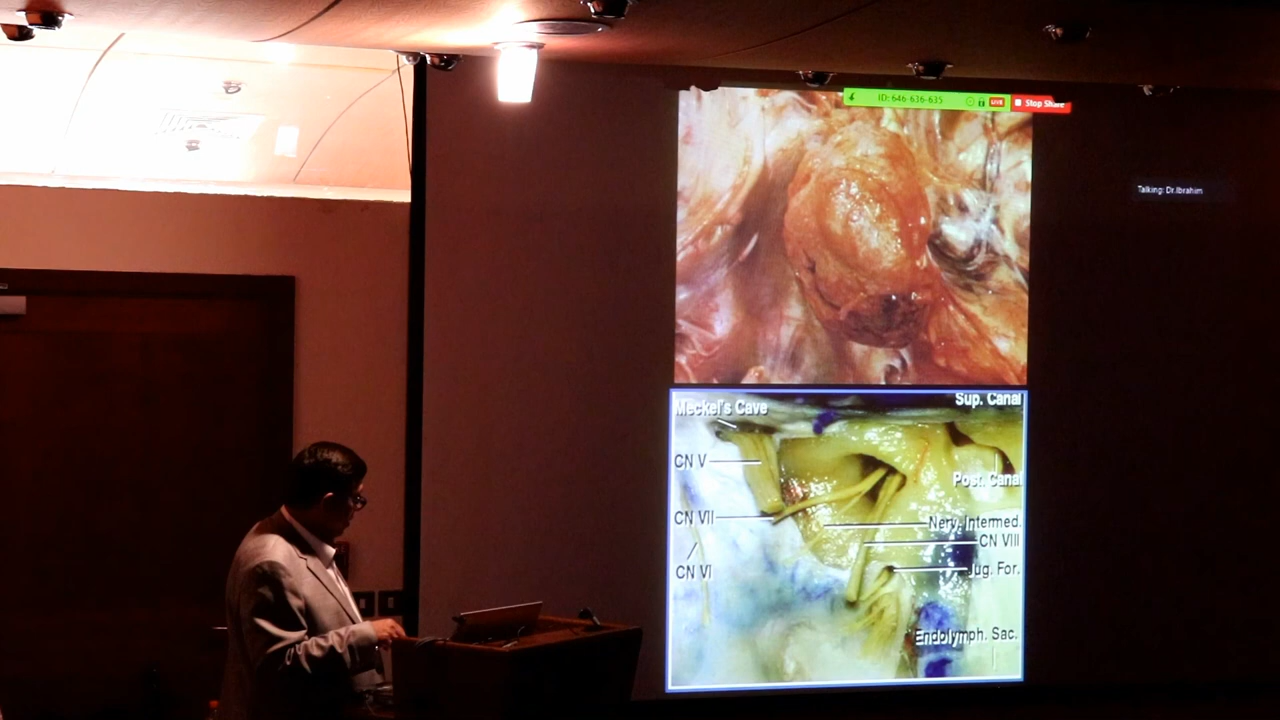 ID: 646-636-635
LIVE
Stop Share
Talking: Dr.Ibrahim
Meckel's Cave
Sup. Canal
CN V
Post. Canal
CN VII
Nerv. Intermed.
CN VIII
CN VI
Jug. For.
Endolymph. Sac.